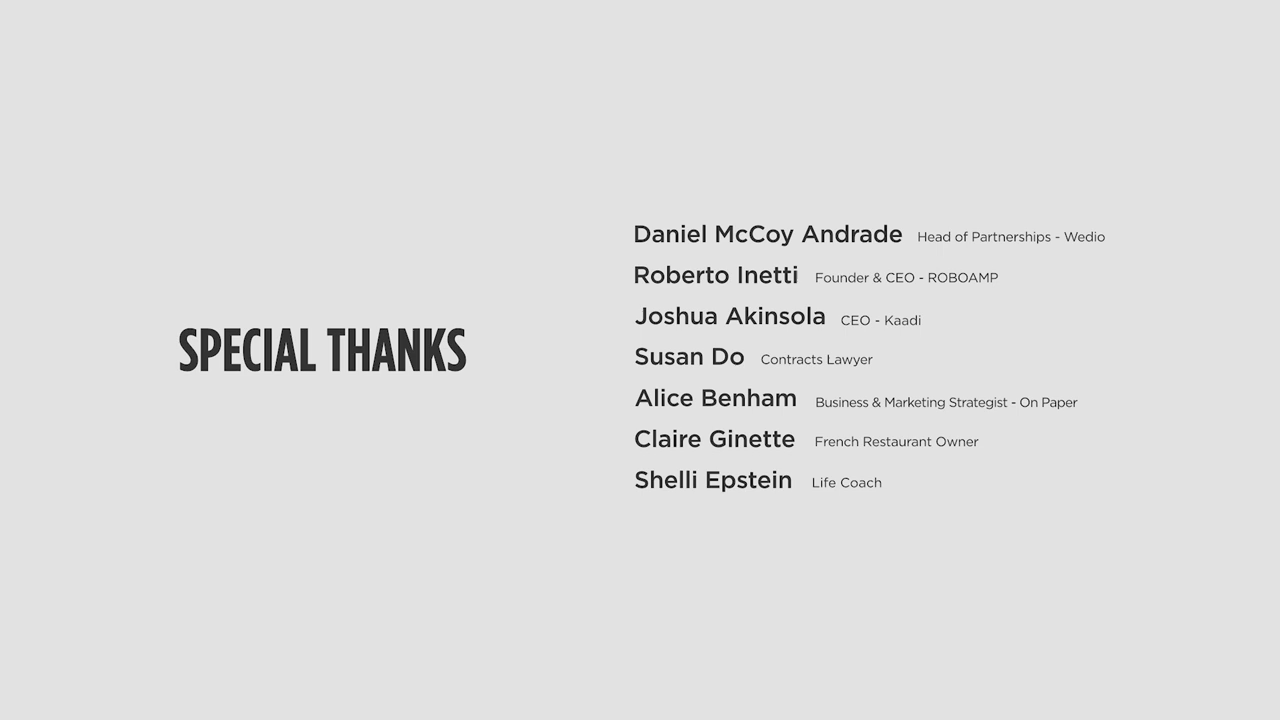 SPECIAL THANKS
Daniel McCoy Andrade Head of Partnerships - Wedio
Roberto Inetti Founder & CEO - ROBOAMP
Joshua Akinsola CEO - Kaadi
Susan Do Contracts Lawyer
Alice Benham Business & Marketing Strategist - On Paper
Claire Ginette French Restaurant Owner
Shelli Epstein Life Coach